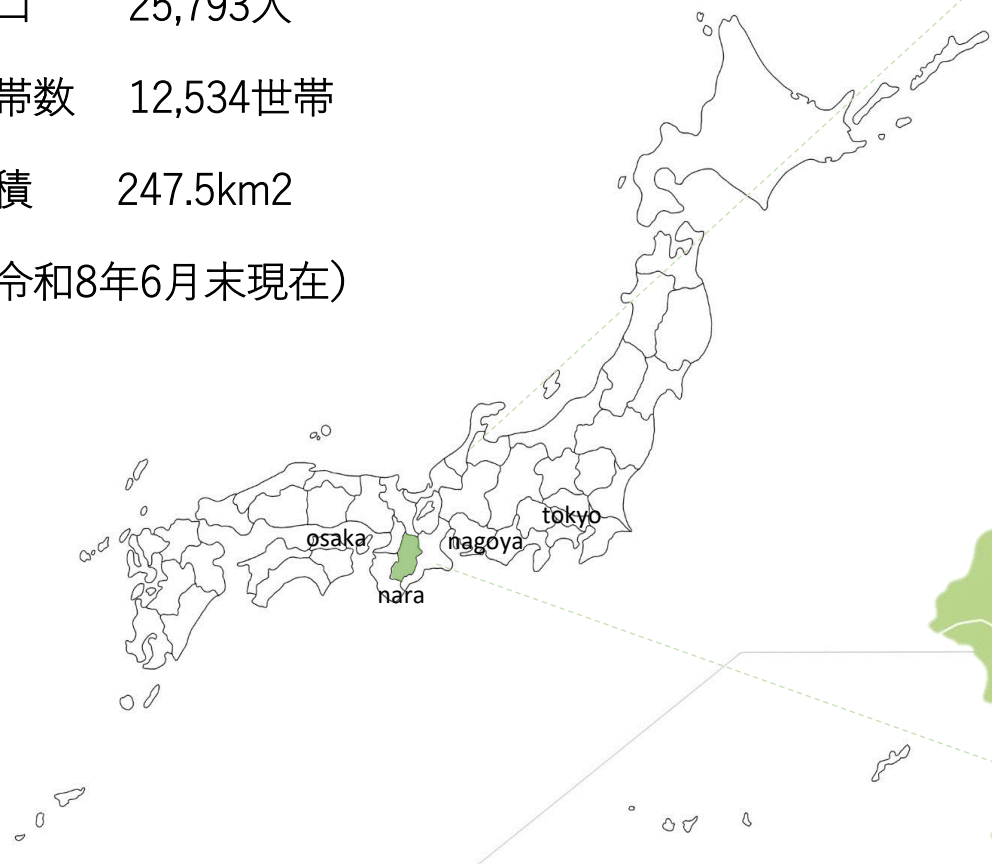 口 25,793人
帯数 12,534世帯
積 247.5km2
令和8年6月末現在）
tokyo
osaka
nagoya
nara